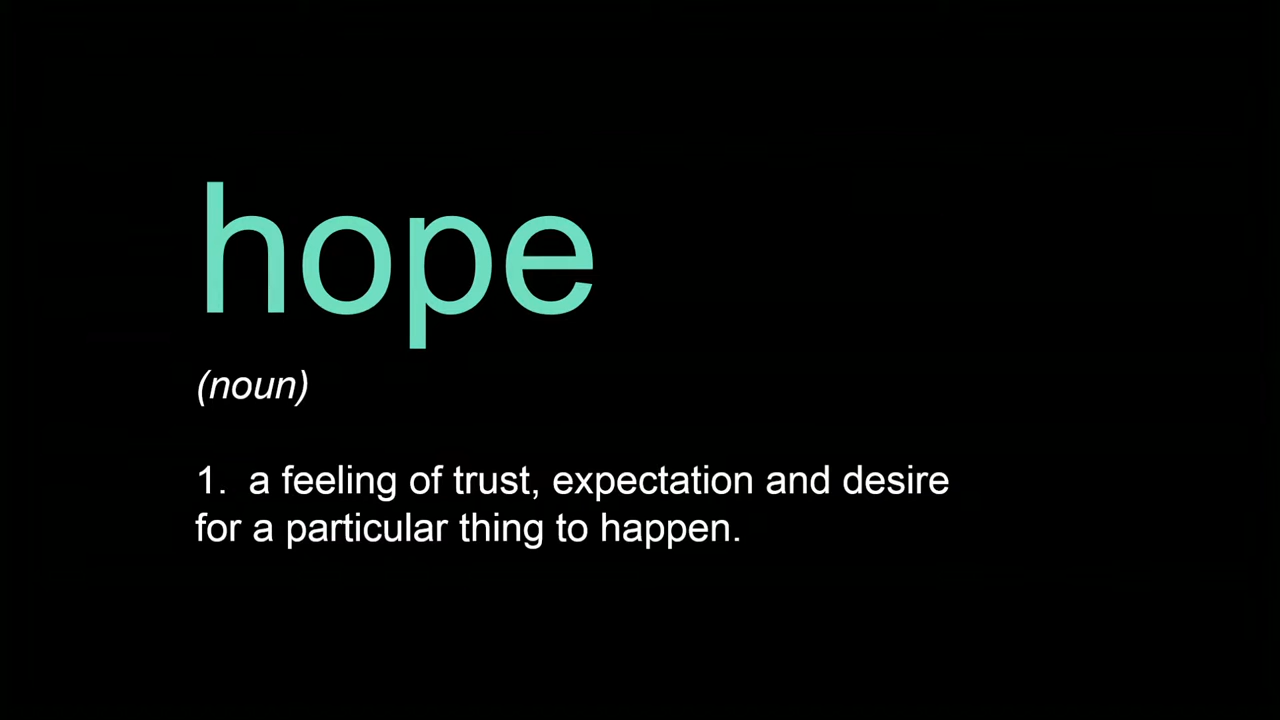 hope
(noun)
1. a feeling of trust, expectation and desire
for a particular thing to happen.